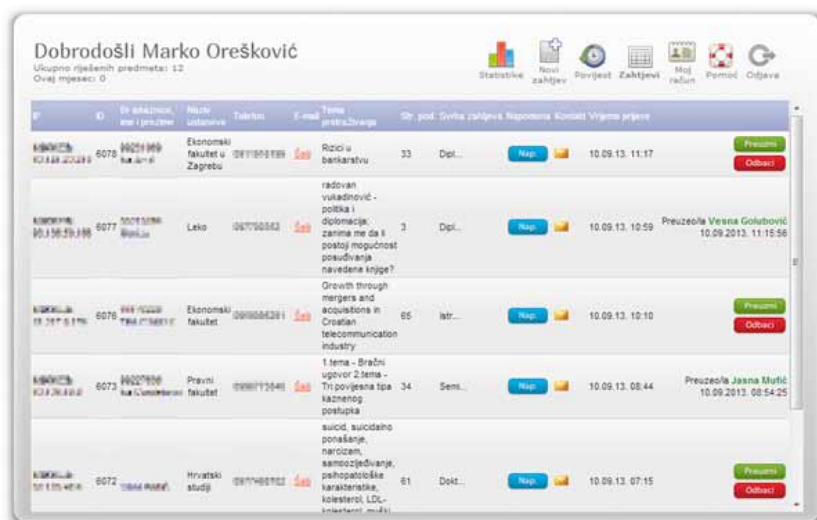 Dobrodošli Marko Orešković
Ukupno riješenih predmeta: 12
Ovaj mjesec: 0
Statistike
Novi
zahtjev
Povijest
Zahtjevi
Moj
račun
Pomoć
Odjava
IP
ID
Br iskaznice,
ime i prezime
Naziv
ustanove
Telefon
E-mail
Tema
pretraživanja
Str. pod.
Svrha zahtjeva
Napomena
Kontakt
Vrijeme prijave
6078
Ekonomski
fakultet u
Zagrebu
Rizici u
bankarstvu
33
Dipl...
Nap.
10.09.13. 11:17
Preuzmi
Odbaci
6077
Leko
radovan
vukadinović -
politika i
diplomacija;
zanima me da li
postoji mogućnost
posuđivanja
navedene knjige?
3
Dipl...
Nap.
10.09.13. 10:59
Preuzeo/la Vesna Golubović
10.09.2013. 11:15:56
6076
Ekonomski
fakultet
Growth through
mergers and
acquisitions in
Croatian
telecommunication
industry
65
Istr...
Nap.
10.09.13. 10:10
Preuzmi
Odbaci
6073
Pravni
fakultet
1.tema - Bračni
ugovor 2.tema -
Tri povijesna tipa
kaznenog
postupka
34
Semi...
Nap.
10.09.13. 08:44
Preuzeo/la Jasna Mufić
10.09.2013. 08:54:25
6072
Hrvatski
studiji
suicid, suicidalno
ponašanje,
narcizam,
samoozljeđivanje,
psihopatološke
karakteristike,
kolesterol, LDL-
kolesterol, muški
61
Dokt...
Nap.
10.09.13. 07:15
Preuzmi
Odbaci